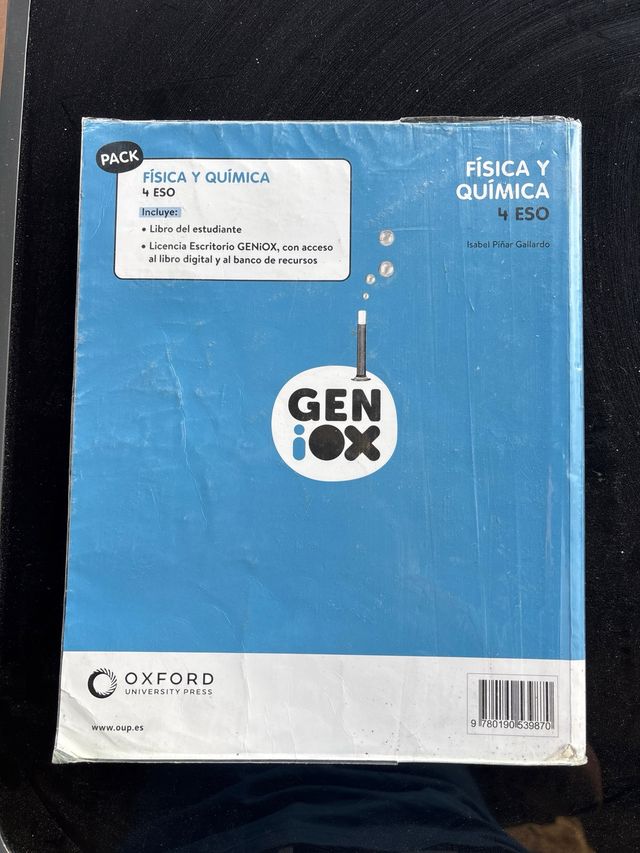 PACK
FÍSICA Y QUÍMICA
4 ESO
Incluye:
• Libro del estudiante
• Licencia Escritorio GENiOX, con acceso
al libro digital y al banco de recursos
FÍSICA Y
QUÍMICA
4 ESO
Isabel Piñar Gallardo
GEN
iOX
OXFORD
UNIVERSITY PRESS
www.oup.es
9 780190 539870